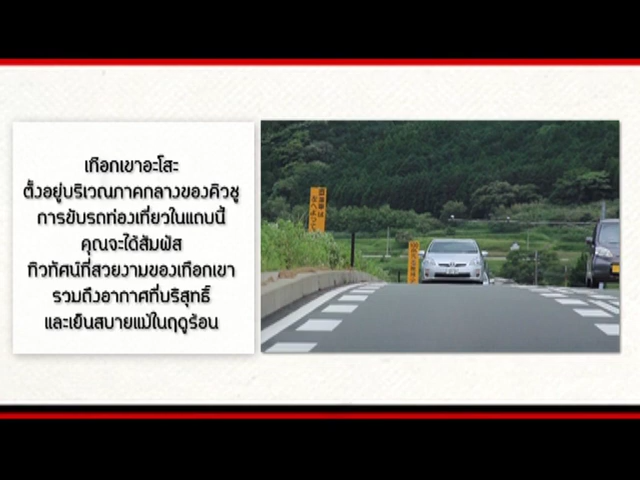 เทือกเขาอะโสะ
ตั้งอยู่บริเวณภาคกลางของคิวชู
การขับรถท่องเที่ยวในแถบนี้
คุณจะได้สัมผัส
ทิวทัศน์ที่สวยงามของเทือกเขา
รวมถึงอากาศที่บริสุทธิ์
และเย็นสบายแม้ในฤดูร้อน